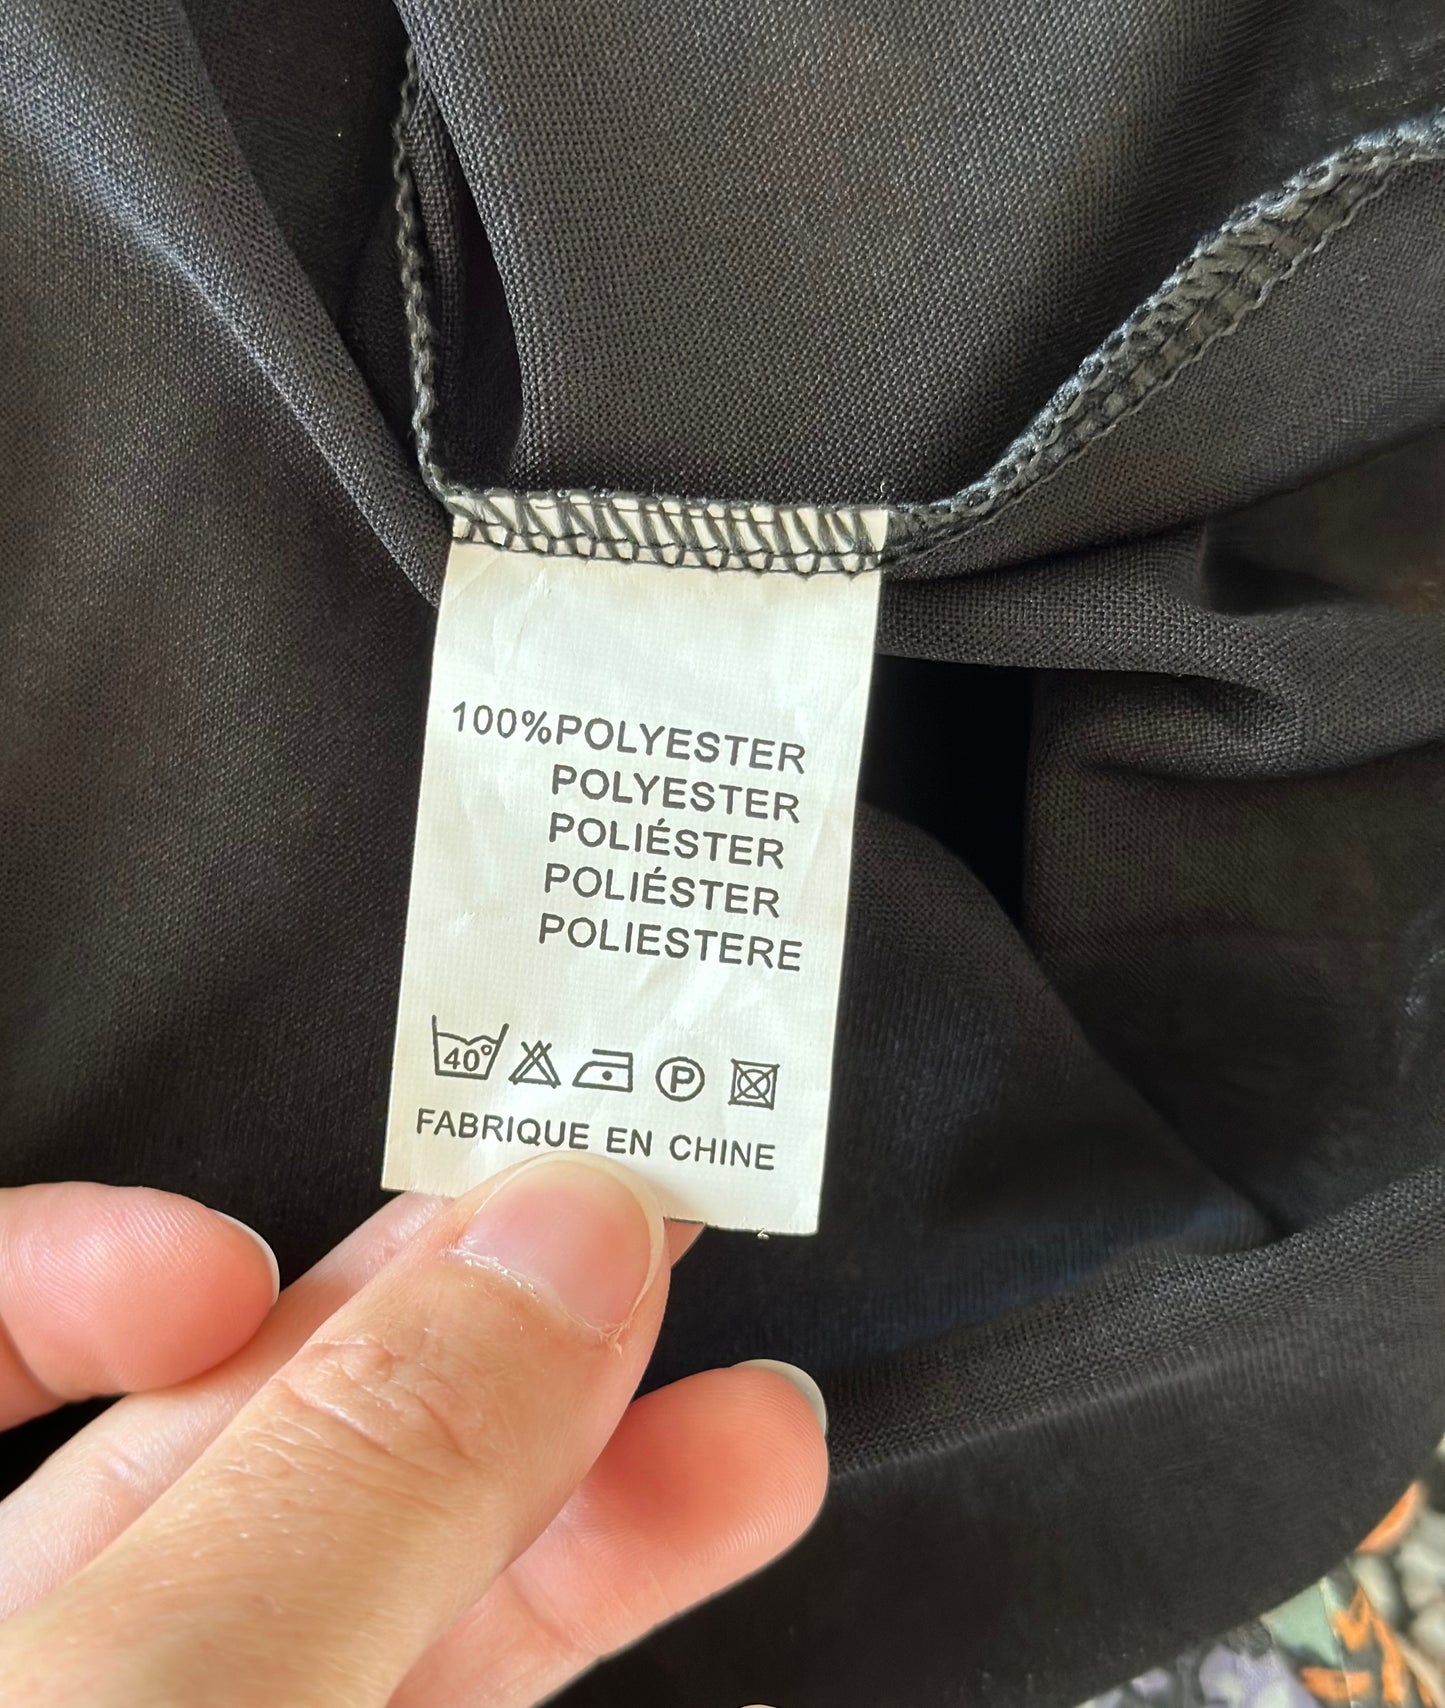 100%POLYESTER
POLYESTER
POLIÉSTER
POLIÉSTER
POLIESTERE
40° P
FABRIQUE EN CHINE